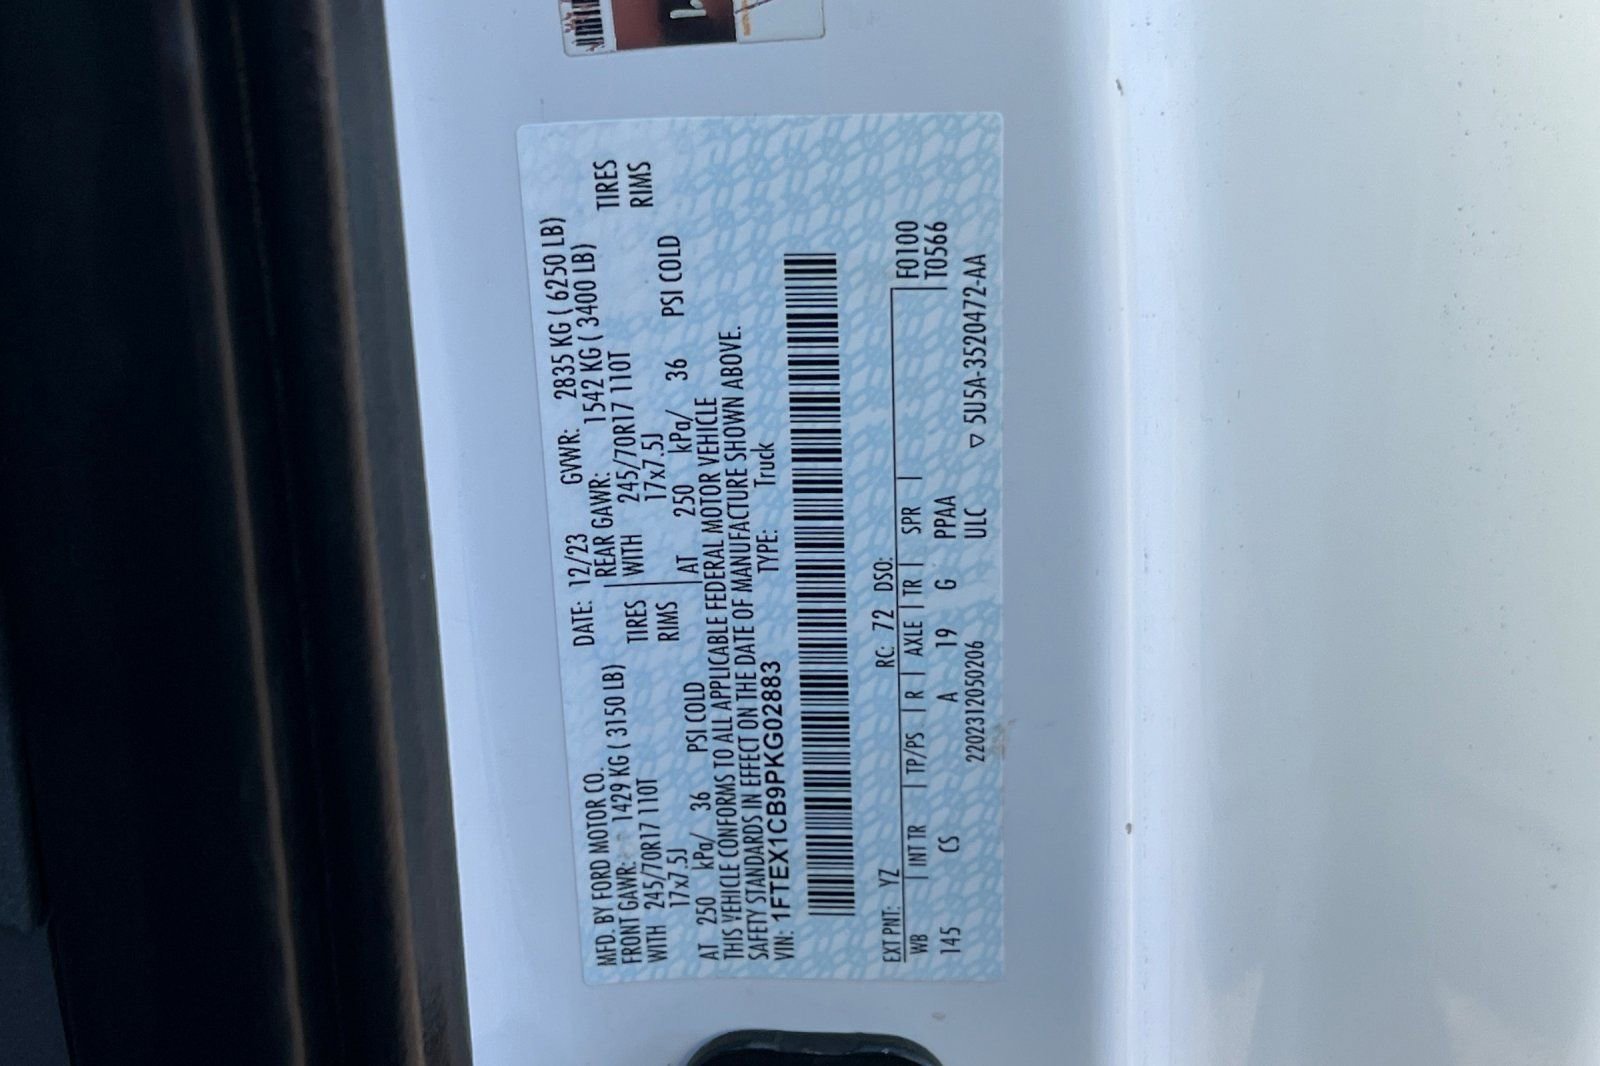 MFD. BY FORD MOTOR CO.
DATE: 12/23 GVWR: 2835 KG ( 6250 LB)
FRONT GAWR: 1429 KG ( 3150 LB) REAR GAWR: 1542 KG ( 3400 LB)
WITH 245/70R17 110T TIRES WITH 245/70R17 110T TIRES
17x7.5J RIMS 17x7.5J RIMS
AT 250 kPa/ 36 PSI COLD AT 250 kPa/ 36 PSI COLD
THIS VEHICLE CONFORMS TO ALL APPLICABLE FEDERAL MOTOR VEHICLE
SAFETY STANDARDS IN EFFECT ON THE DATE OF MANUFACTURE SHOWN ABOVE.
VIN: 1FTEX1CB9PKG02883 TYPE: Truck
EXT PNT: YZ RC: 72 DSO:
WB INT TR TP/PS R AXLE TR SPR F0100
145 CS A 19 G PPAA T0566
2202312050206 ULC ▽ 5U5A-3520472-AA